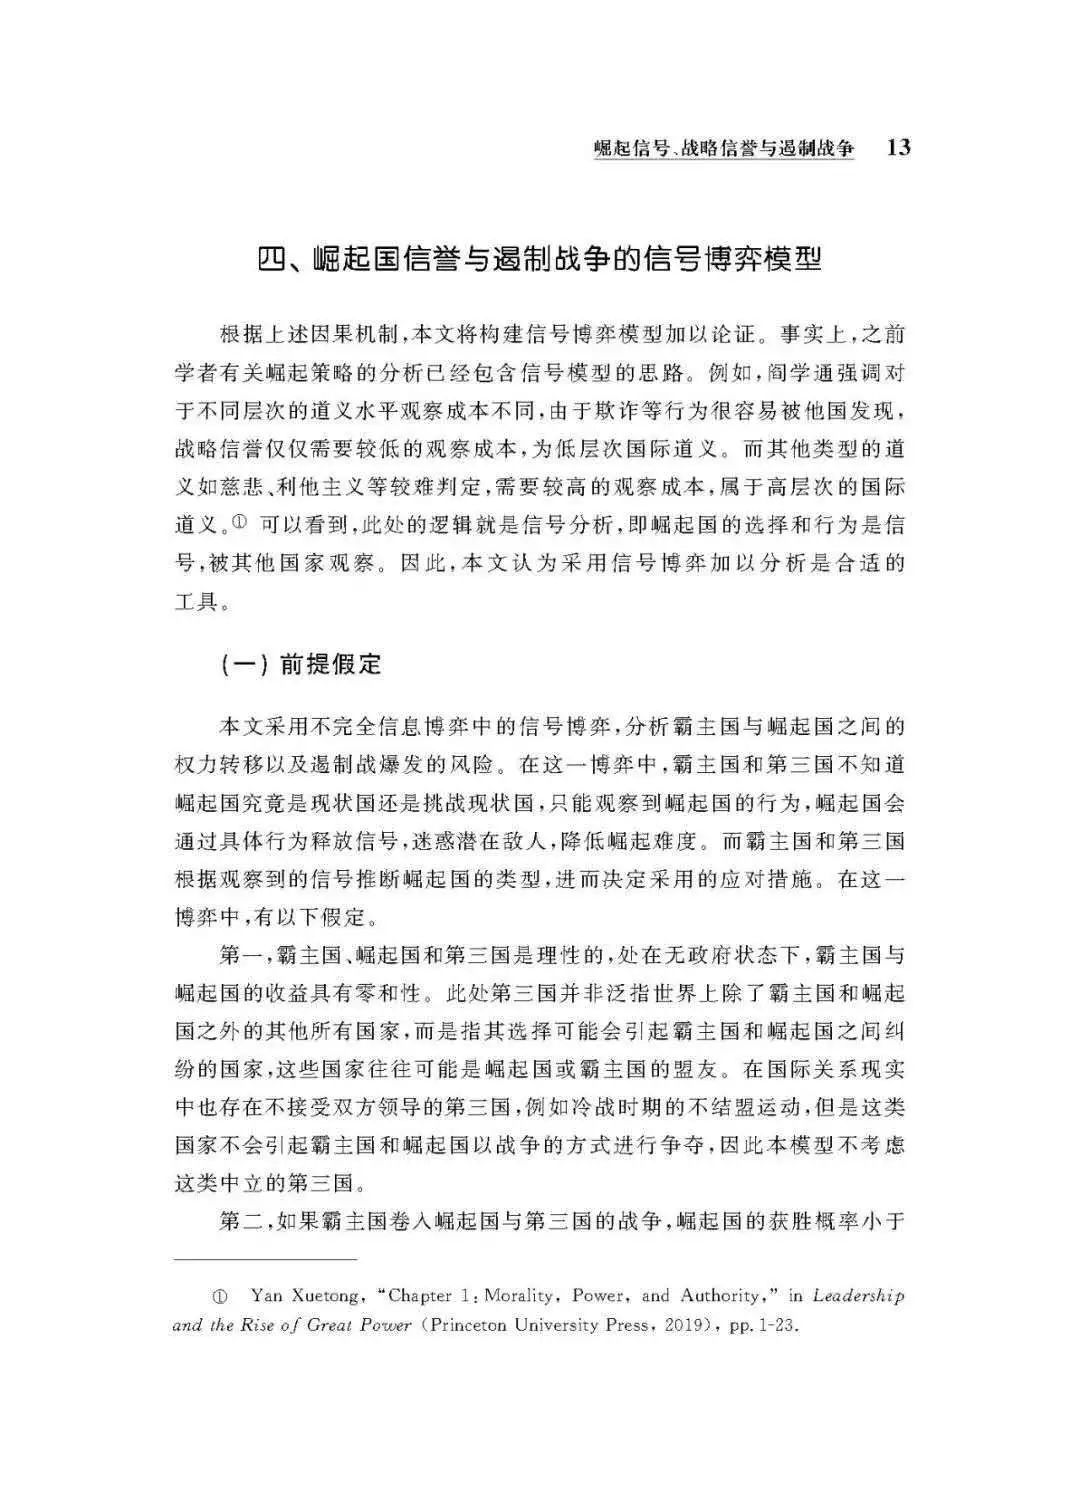 崛起信号、战略信誉与遏制战争 13
四、崛起国信誉与遏制战争的信号博弈模型
根据上述因果机制,本文将构建信号博弈模型加以论证。事实上,之前
学者有关崛起策略的分析已经包含信号模型的思路。例如,阎学通强调对
于不同层次的道义水平观察成本不同,由于欺诈等行为很容易被他国发现,
战略信誉仅仅需要较低的观察成本,为低层次国际道义。而其他类型的道
义如慈悲、利他主义等较难判定,需要较高的观察成本,属于高层次的国际
道义。① 可以看到,此处的逻辑就是信号分析,即崛起国的选择和行为是信
号,被其他国家观察。因此,本文认为采用信号博弈加以分析是合适的
工具。
(一) 前提假定
本文采用不完全信息博弈中的信号博弈,分析霸主国与崛起国之间的
权力转移以及遏制战爆发的风险。在这一博弈中,霸主国和第三国不知道
崛起国究竟是现状国还是挑战现状国,只能观察到崛起国的行为,崛起国会
通过具体行为释放信号,迷惑潜在敌人,降低崛起难度。而霸主国和第三国
根据观察到的信号推断崛起国的类型,进而决定采用的应对措施。在这一
博弈中,有以下假定。
第一,霸主国、崛起国和第三国是理性的,处在无政府状态下,霸主国与
崛起国的收益具有零和性。此处第三国并非泛指世界上除了霸主国和崛起
国之外的其他所有国家,而是指其选择可能会引起霸主国和崛起国之间纠
纷的国家,这些国家往往可能是崛起国或霸主国的盟友。在国际关系现实
中也存在不接受双方领导的第三国,例如冷战时期的不结盟运动,但是这类
国家不会引起霸主国和崛起国以战争的方式进行争夺,因此本模型不考虑
这类中立的第三国。
第二,如果霸主国卷入崛起国与第三国的战争,崛起国的获胜概率小于
① Yan Xuetong, “Chapter 1: Morality, Power, and Authority,” in Leadership
and the Rise of Great Power (Princeton University Press, 2019), pp. 1-23.